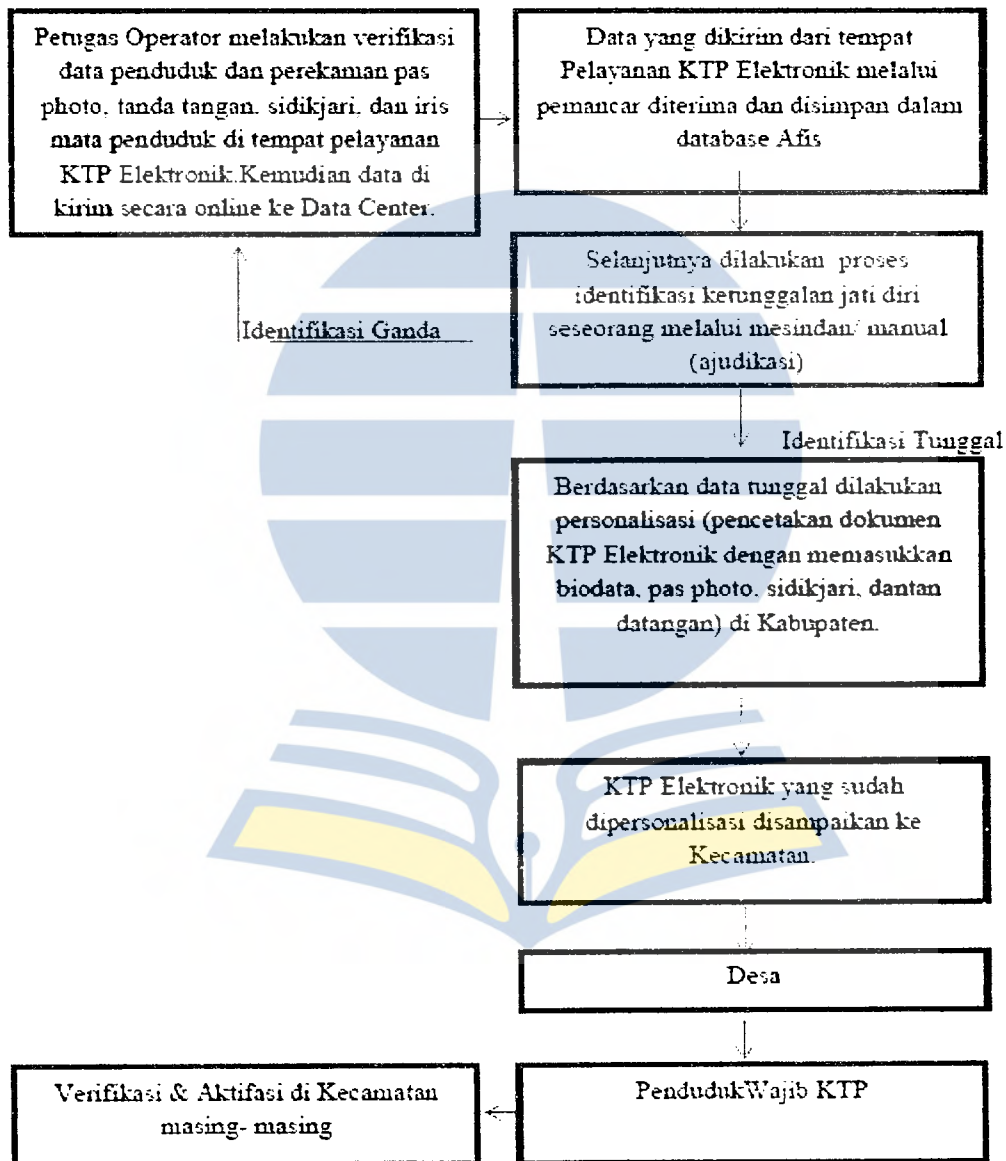 Petugas Operator melakukan verifikasi
data penduduk dan perekaman pas
photo, tanda tangan, sidikjari, dan iris
mata penduduk di tempat pelayanan
KTP Elektronik.Kemudian data di
kirim secara online ke Data Center.
Data yang dikirim dari tempat
Pelayanan KTP Elektronik melalui
pemancar diterima dan disimpan dalam
database Afis
Selanjutnya dilakukan proses
identifikasi ketunggalan jati diri
seseorang melalui mesindan/ manual
(ajudikasi)
Identifikasi Ganda
Identifikasi Tunggal
Berdasarkan data tunggal dilakukan
personalisasi (pencetakan dokumen
KTP Elektronik dengan memasukkan
biodata, pas photo, sidikjari, dantan
datangan) di Kabupaten.
KTP Elektronik yang sudah
dipersonalisasi disampaikan ke
Kecamatan.
Desa
PendudukWajib KTP
Verifikasi & Aktifasi di Kecamatan
masing- masing